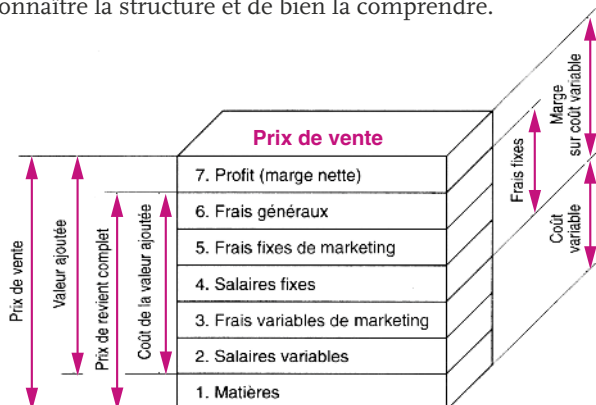 onnaître la structure et de bien la comprendre.
Prix de vente
7. Profit (marge nette)
6. Frais généraux
5. Frais fixes de marketing
4. Salaires fixes
3. Frais variables de marketing
2. Salaires variables
1. Matières
Prix de vente
Valeur ajoutée
Prix de revient complet
Coût de la valeur ajoutée
Frais fixes
Marge
sur coût variable
Coût
variable